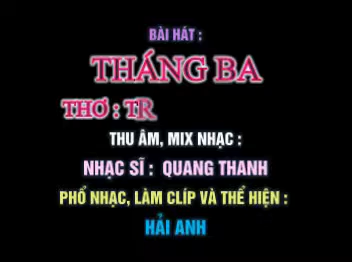 BÀI HÁT :
THÁNG BA
THƠ : TR
THU ÂM, MIX NHẠC :
NHẠC SĨ : QUANG THANH
PHỔ NHẠC, LÀM CLÍP VÀ THỂ HIỆN :
HẢI ANH